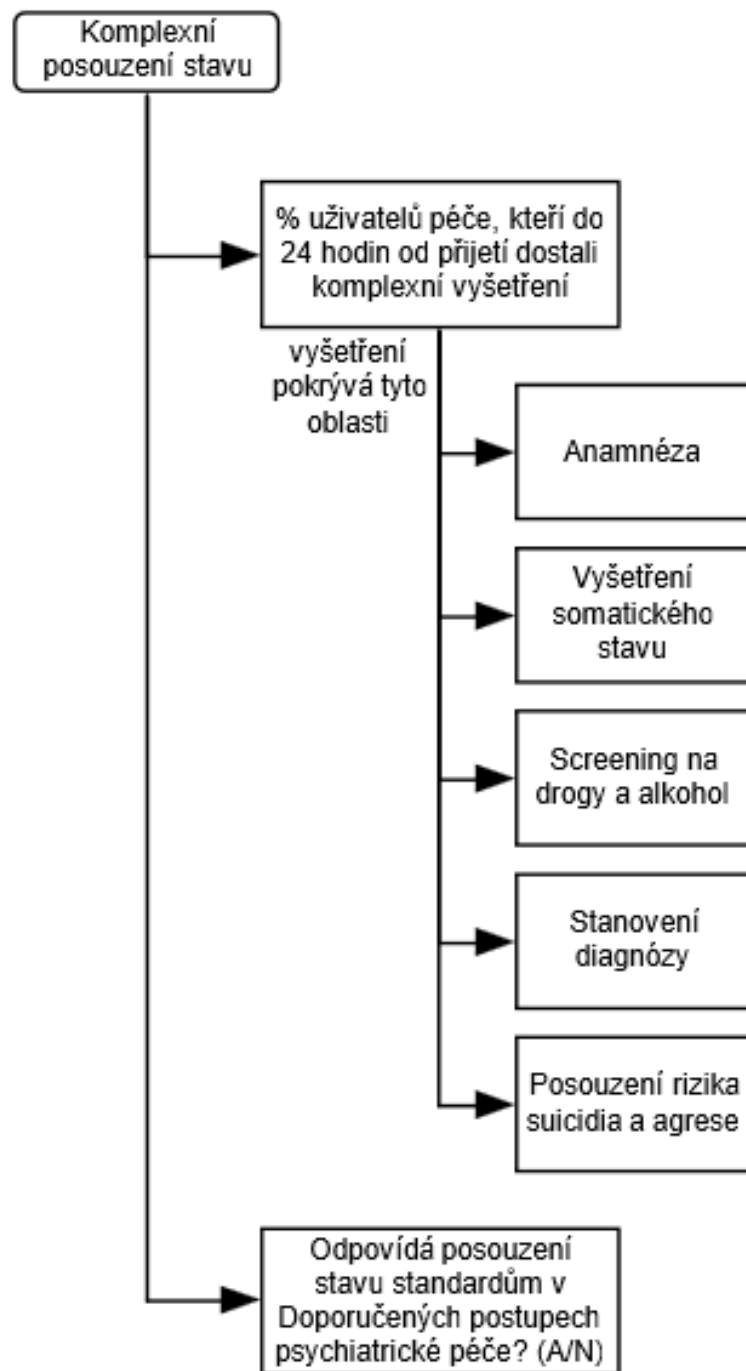 Komplexní
posouzení stavu
% uživatelů péče, kteří do
24 hodin od přijetí dostali
komplexní vyšetření
vyšetření
pokrývá tyto
oblasti
Anamnéza
Vyšetření
somatického
stavu
Screening na
drogy a alkohol
Stanovení
diagnózy
Posouzení rizika
suicidia a agrese
Odpovídá posouzení
stavu standardům v
Doporučených postupech
psychiatrické péče? (A/N)